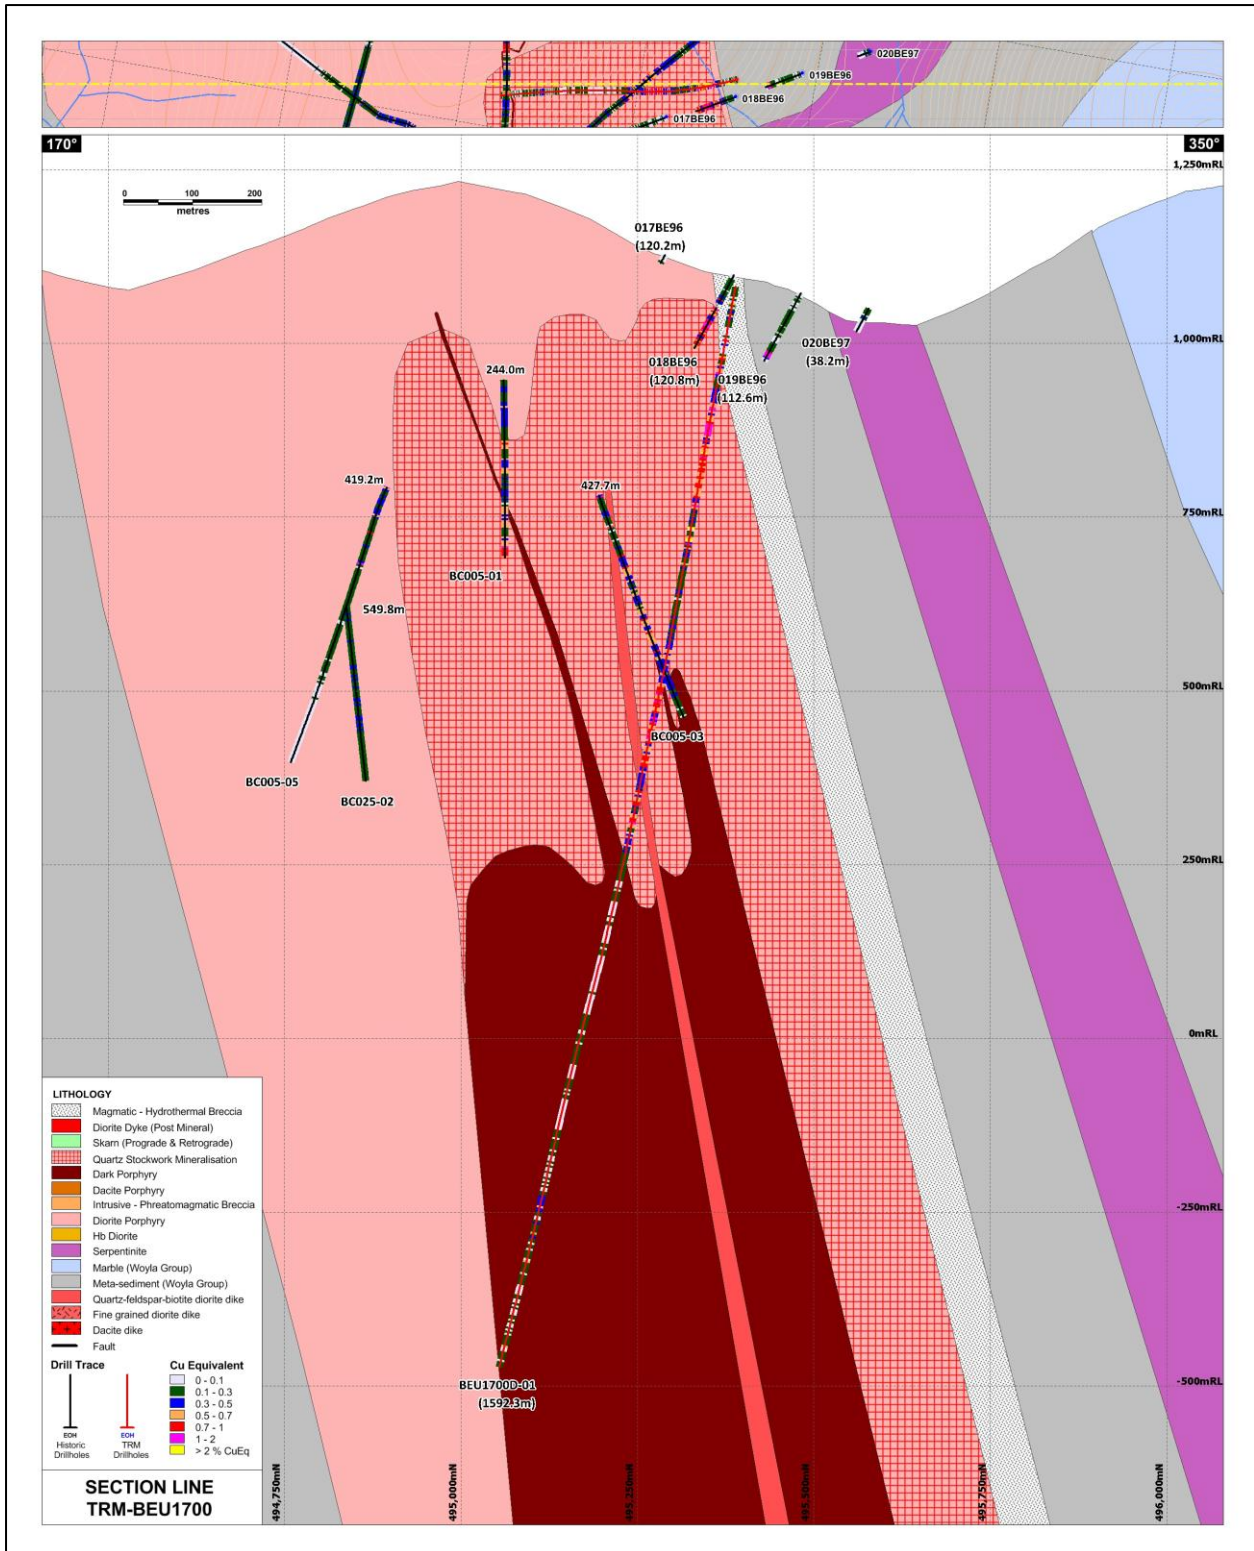 020BE97
019BE96
018BE96
017BE96
170°
350°
1,250mRL
0 100 200
metres
017BE96
(120.2m)
018BE96
(120.8m)
019BE96
(112.6m)
020BE97
(38.2m)
1,000mRL
244.0m
419.2m
427.7m
750mRL
BC005-01
549.8m
500mRL
BC005-03
BC005-05
BC025-02
250mRL
0mRL
-250mRL
BEU1700D-01
(1592.3m)
-500mRL
LITHOLOGY
Magmatic - Hydrothermal Breccia
Diorite Dyke (Post Mineral)
Skarn (Prograde & Retrograde)
Quartz Stockwork Mineralisation
Dark Porphyry
Dacite Porphyry
Intrusive - Phreatomagmatic Breccia
Diorite Porphyry
Hb Diorite
Serpentinite
Marble (Woyla Group)
Meta-sediment (Woyla Group)
Quartz-feldspar-biotite diorite dike
Fine grained diorite dike
Dacite dike
Fault
Drill Trace
EOH
Historic
Drillholes
EOH
TRM
Drillholes
Cu Equivalent
0 - 0.1
0.1 - 0.3
0.3 - 0.5
0.5 - 0.7
0.7 - 1
1 - 2
> 2 % CuEq
SECTION LINE
TRM-BEU1700
494,750mN
495,000mN
495,250mN
495,500mN
495,750mN
496,000mN